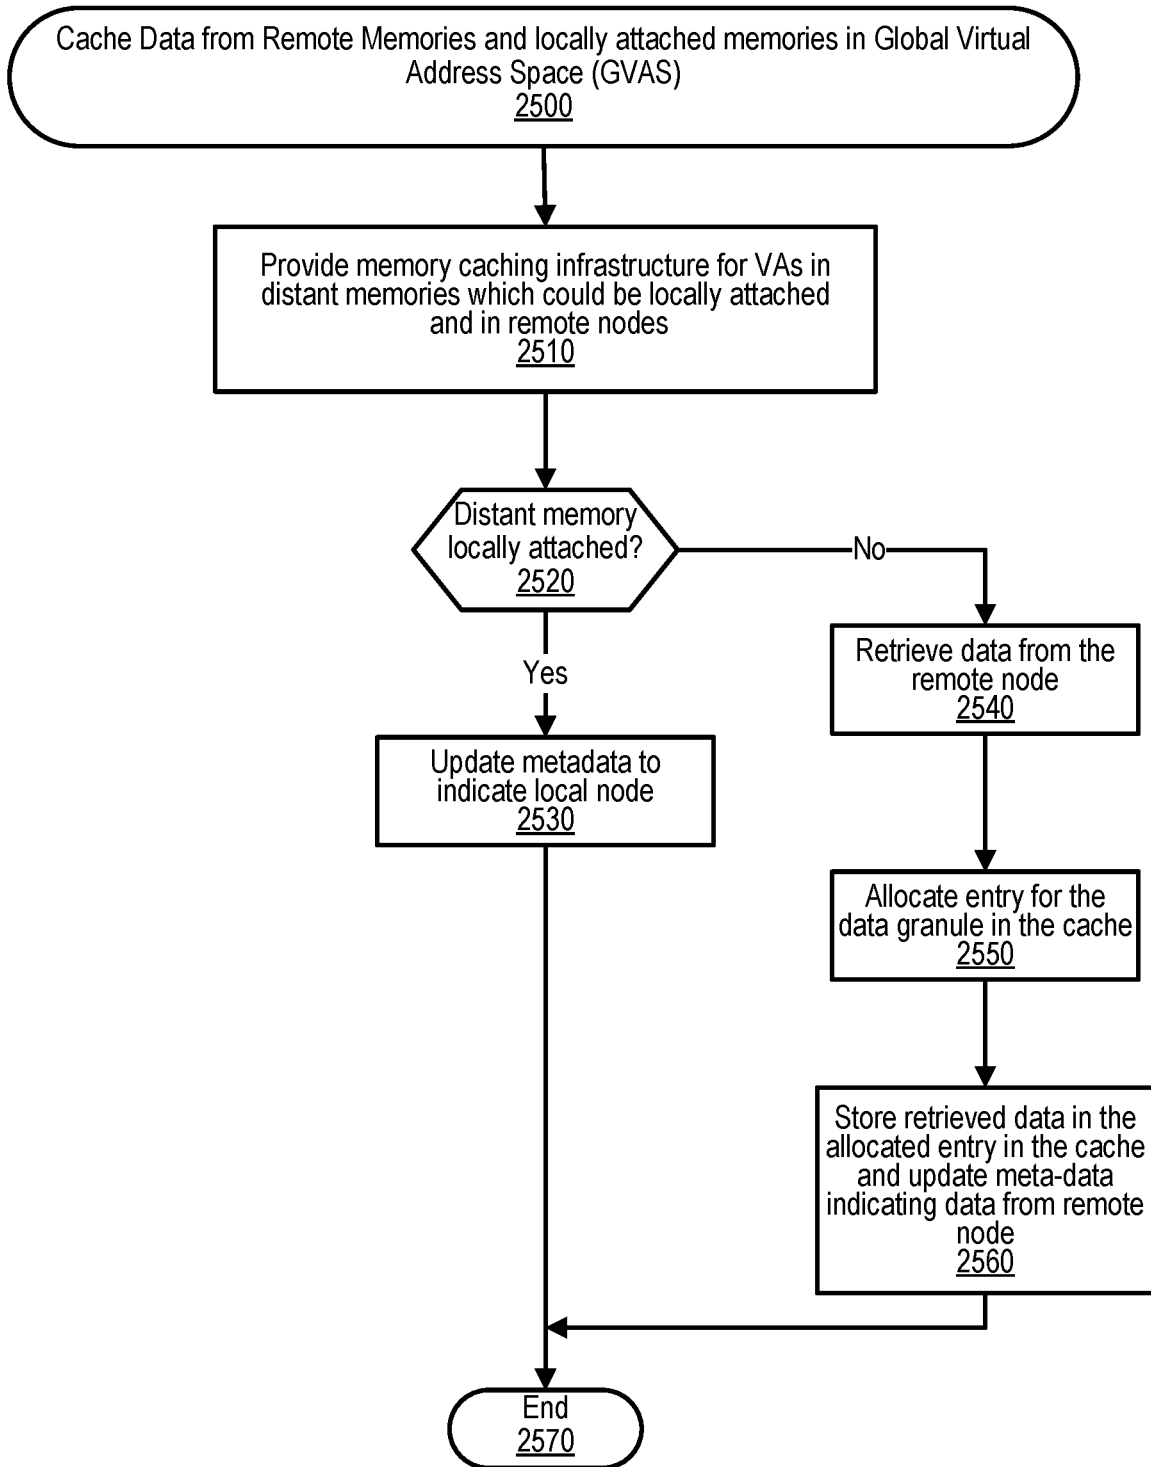 Cache Data from Remote Memories and locally attached memories in Global Virtual
Address Space (GVAS)
2500
Provide memory caching infrastructure for VAs in
distant memories which could be locally attached
and in remote nodes
2510
Distant memory
locally attached?
2520
No
Yes
Retrieve data from the
remote node
2540
Update metadata to
indicate local node
2530
Allocate entry for the
data granule in the cache
2550
Store retrieved data in the
allocated entry in the cache
and update meta-data
indicating data from remote
node
2560
End
2570